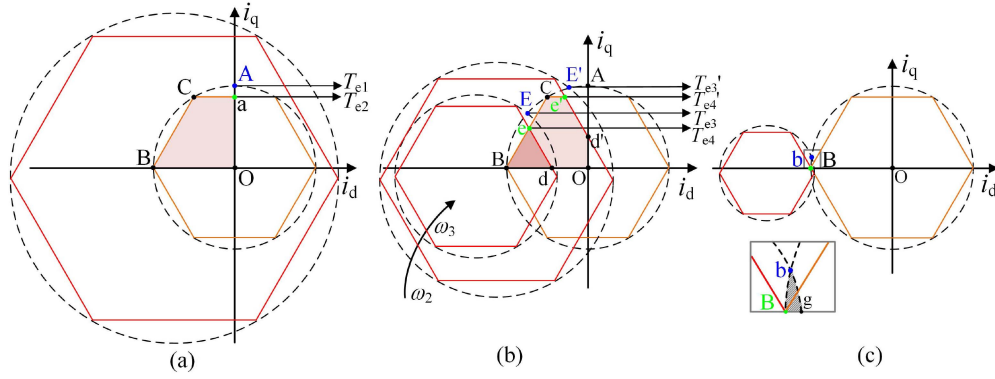 i_q
A T_e1
C a T_e2
B O i_d
(a)
i_q
E' A T_e3'
C e' T_e4'
E T_e3
e d' T_e4
B d O i_d
ω_3
ω_2
(b)
i_q
b B
O i_d
b
B g
(c)